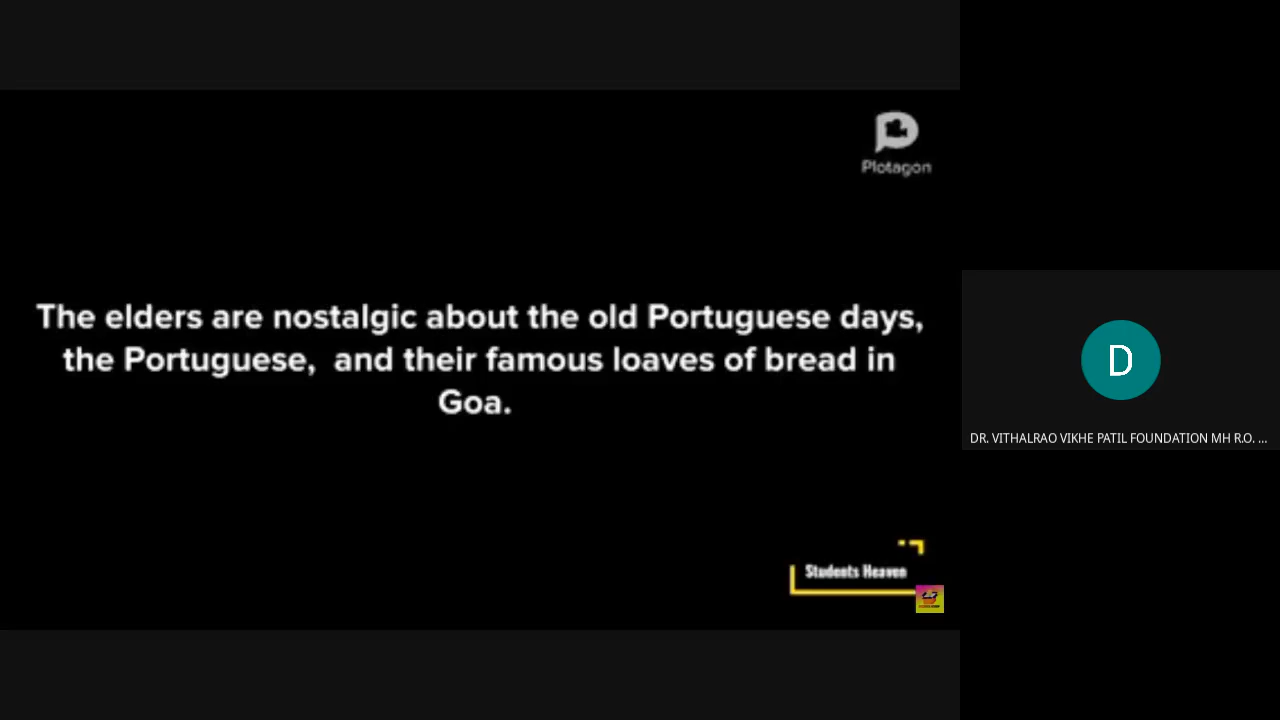 Plotagon
The elders are nostalgic about the old Portuguese days,
the Portuguese,  and their famous loaves of bread in
Goa.
Students Heaven
D
DR. VITHALRAO VIKHE PATIL FOUNDATION MH R.O. ...